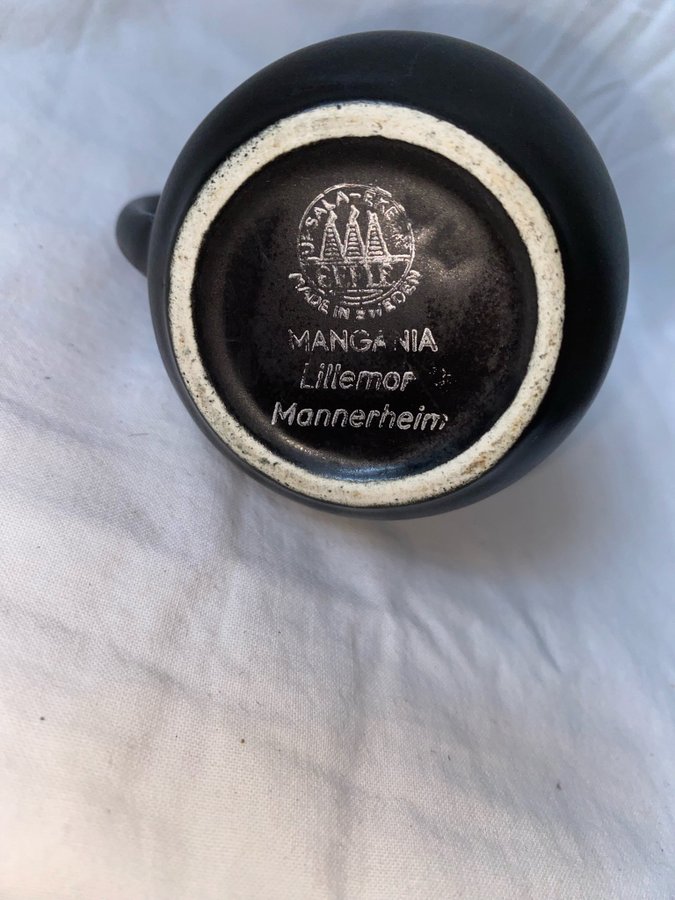 UPSALA-EKEBY
GEFLE
MADE IN SWEDEN
MANGANIA
Lillemor
Mannerheim